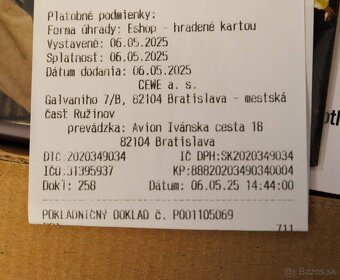 Platobné podmienky:
Forma úhrady: Eshop - hradené kartou
Vystavené: 06.05.2025
Splatnosť: 06.05.2025
Dátum dodania: 06.05.2025
CEWE a. s.
Galvaniho 7/B, 82104 Bratislava - mestská
časť Ružinov
prevádzka: Avion Ivánska cesta 16
82104 Bratislava
DIČ:2020349034 IČ DPH:SK2020349034
IČO:31395937 KP:88820203490340004
Dokl: 258 Dátum: 06.05.25 14:44:00
POKLADNIČNÝ DOKLAD č. P001105069
bazos.sk